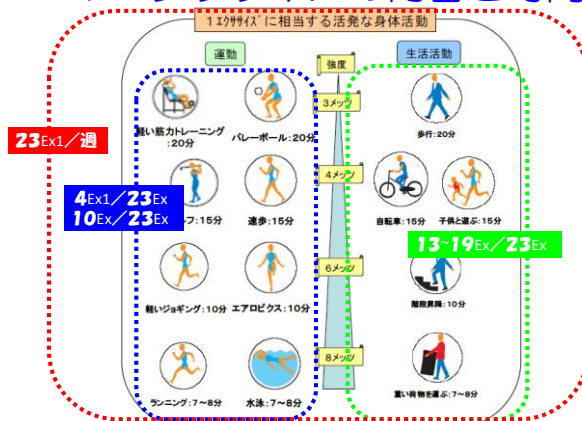 1 エクササイズに相当する活発な身体活動
運動
強度
生活活動
3メッツ
軽い筋力トレーニング
:20分
バレーボール:20分
歩行:20分
23Ex1/週
4メッツ
4Ex1/23Ex
10Ex/23Ex
フ:15分
速歩:15分
自転車:15分
子供と遊ぶ:15分
13~19Ex/23Ex
6メッツ
軽いジョギング:10分
エアロビクス:10分
階段昇降:10分
8メッツ
ランニング:7~8分
水泳:7~8分
重い荷物を運ぶ:7~8分